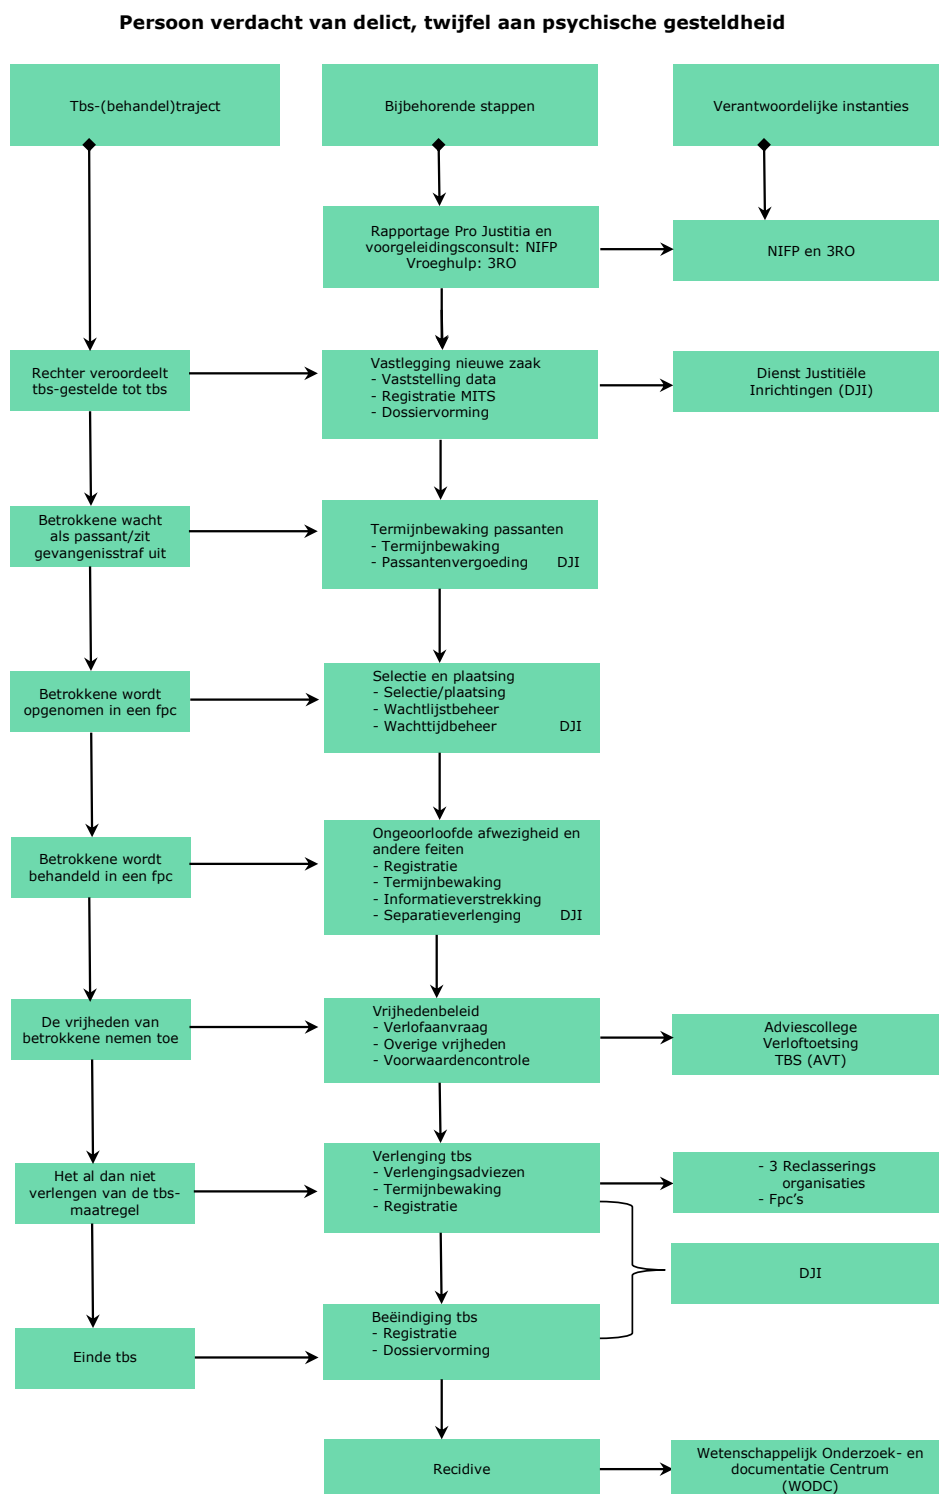 Persoon verdacht van delict, twijfel aan psychische gesteldheid
Tbs-(behandel)traject
Bijbehorende stappen
Verantwoordelijke instanties
Rapportage Pro Justitia en
voorgeleidingsconsult: NIFP
Vroeghulp: 3RO
NIFP en 3RO
Rechter veroordeelt
tbs-gestelde tot tbs
Vastlegging nieuwe zaak
- Vaststelling data
- Registratie MITS
- Dossiervorming
Dienst Justitiële
Inrichtingen (DJI)
Betrokkene wacht
als passant/zit
gevangenisstraf uit
Termijnbewaking passanten
- Termijnbewaking
- Passantenvergoeding DJI
Betrokkene wordt
opgenomen in een fpc
Selectie en plaatsing
- Selectie/plaatsing
- Wachtlijstbeheer
- Wachttijdbeheer DJI
Betrokkene wordt
behandeld in een fpc
Ongeoorloofde afwezigheid en
andere feiten
- Registratie
- Termijnbewaking
- Informatieverstrekking
- Separatieverlenging DJI
De vrijheden van
betrokkene nemen toe
Vrijhedenbeleid
- Verlofaanvraag
- Overige vrijheden
- Voorwaardencontrole
Adviescollege
Verloftoetsing
TBS (AVT)
Het al dan niet
verlengen van de tbs-
maatregel
Verlenging tbs
- Verlengingsadviezen
- Termijnbewaking
- Registratie
- 3 Reclasserings
organisaties
- Fpc's
DJI
Einde tbs
Beëindiging tbs
- Registratie
- Dossiervorming
Recidive
Wetenschappelijk Onderzoek- en
documentatie Centrum
(WODC)